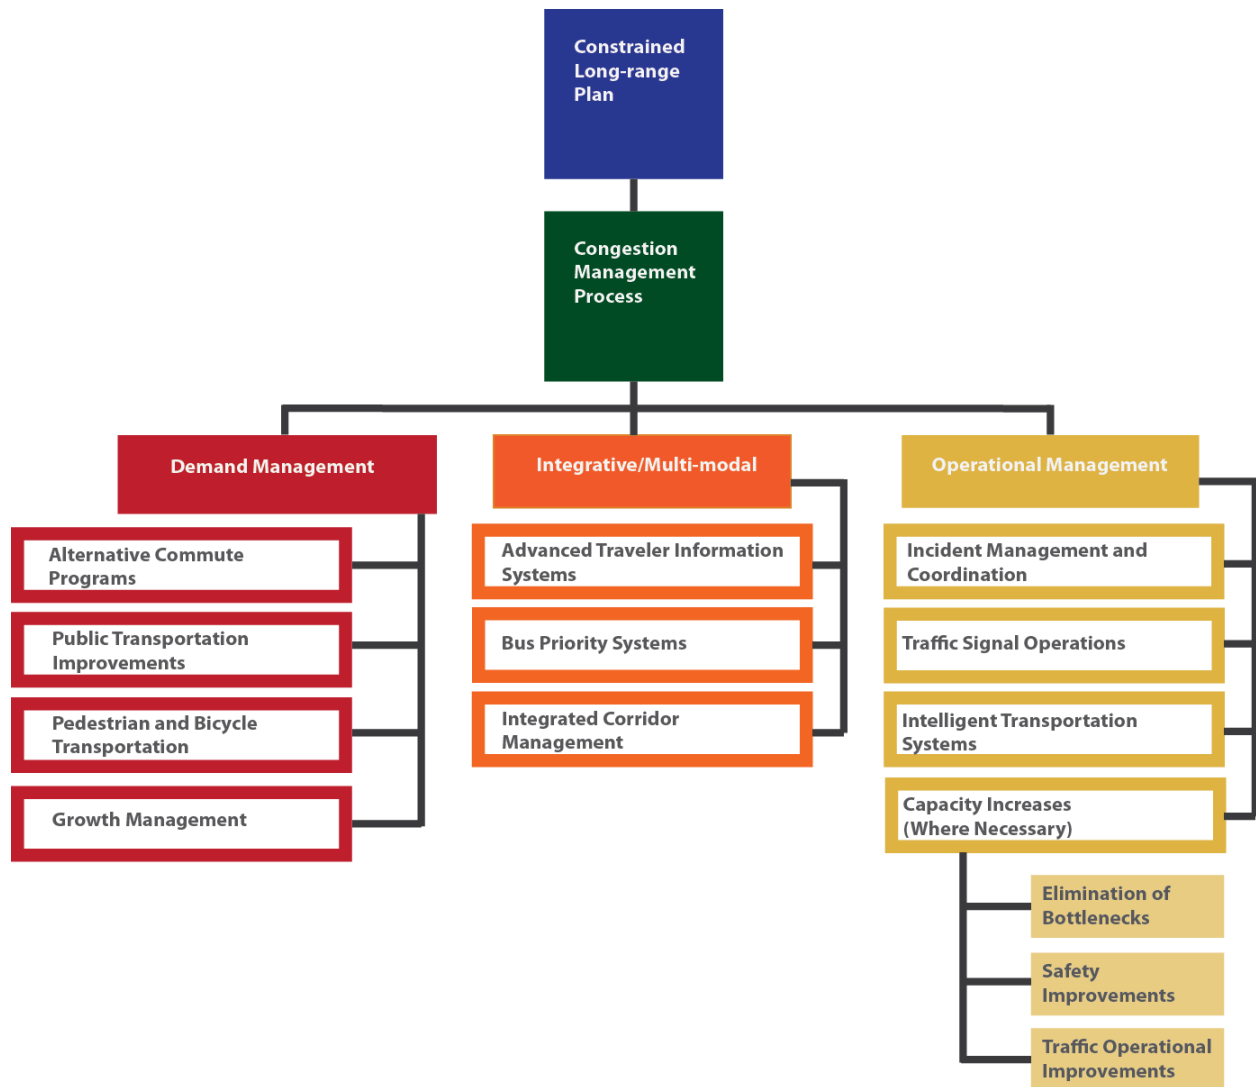 Constrained
Long-range
Plan
Congestion
Management
Process
Demand Management
Alternative Commute
Programs
Public Transportation
Improvements
Pedestrian and Bicycle
Transportation
Growth Management
Integrative/Multi-modal
Advanced Traveler Information
Systems
Bus Priority Systems
Integrated Corridor
Management
Operational Management
Incident Management and
Coordination
Traffic Signal Operations
Intelligent Transportation
Systems
Capacity Increases
(Where Necessary)
Elimination of
Bottlenecks
Safety
Improvements
Traffic Operational
Improvements